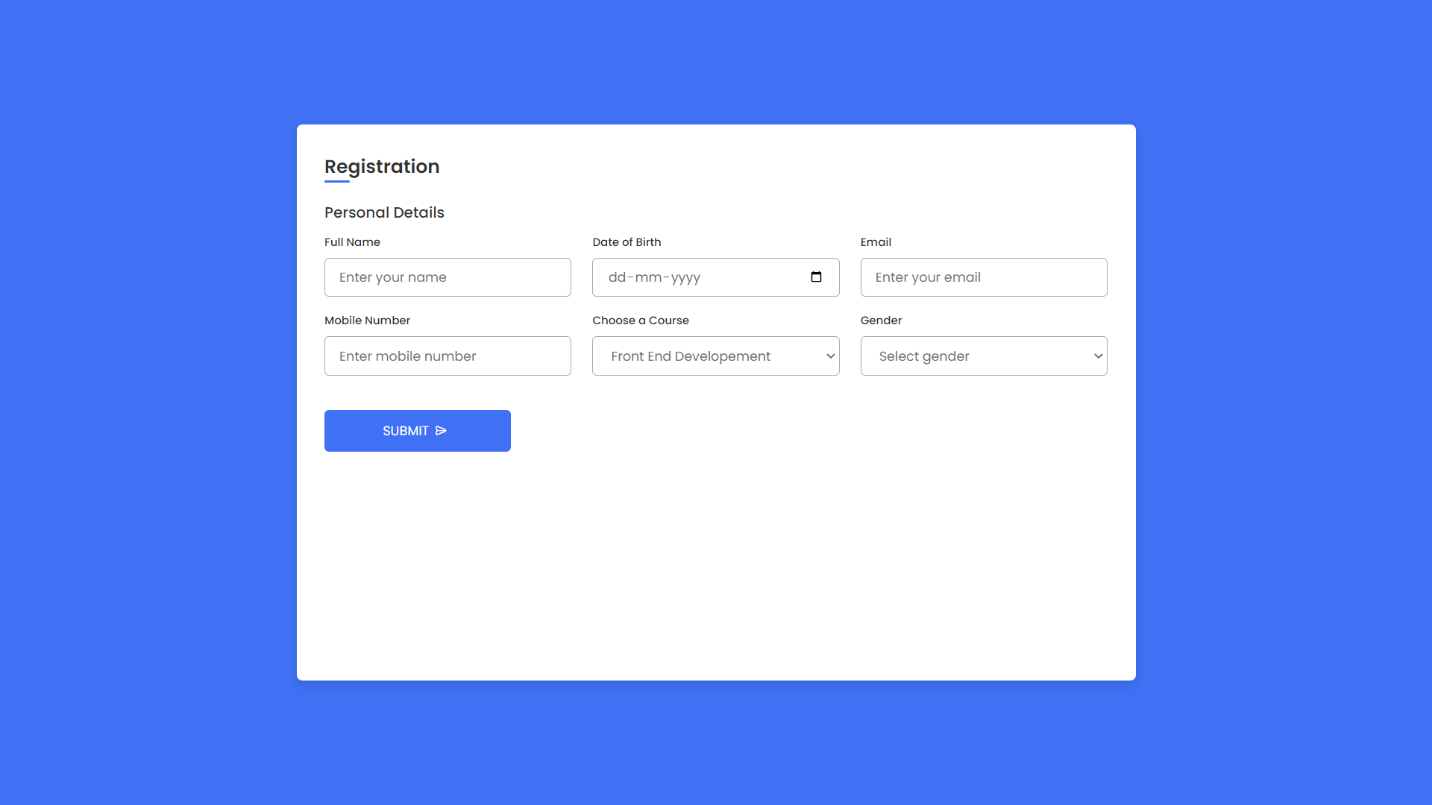 Registration
Personal Details
Full Name
Date of Birth
Email
Enter your name
dd-mm-yyyy
Enter your email
Mobile Number
Choose a Course
Gender
Enter mobile number
Front End Developement
Select gender
SUBMIT